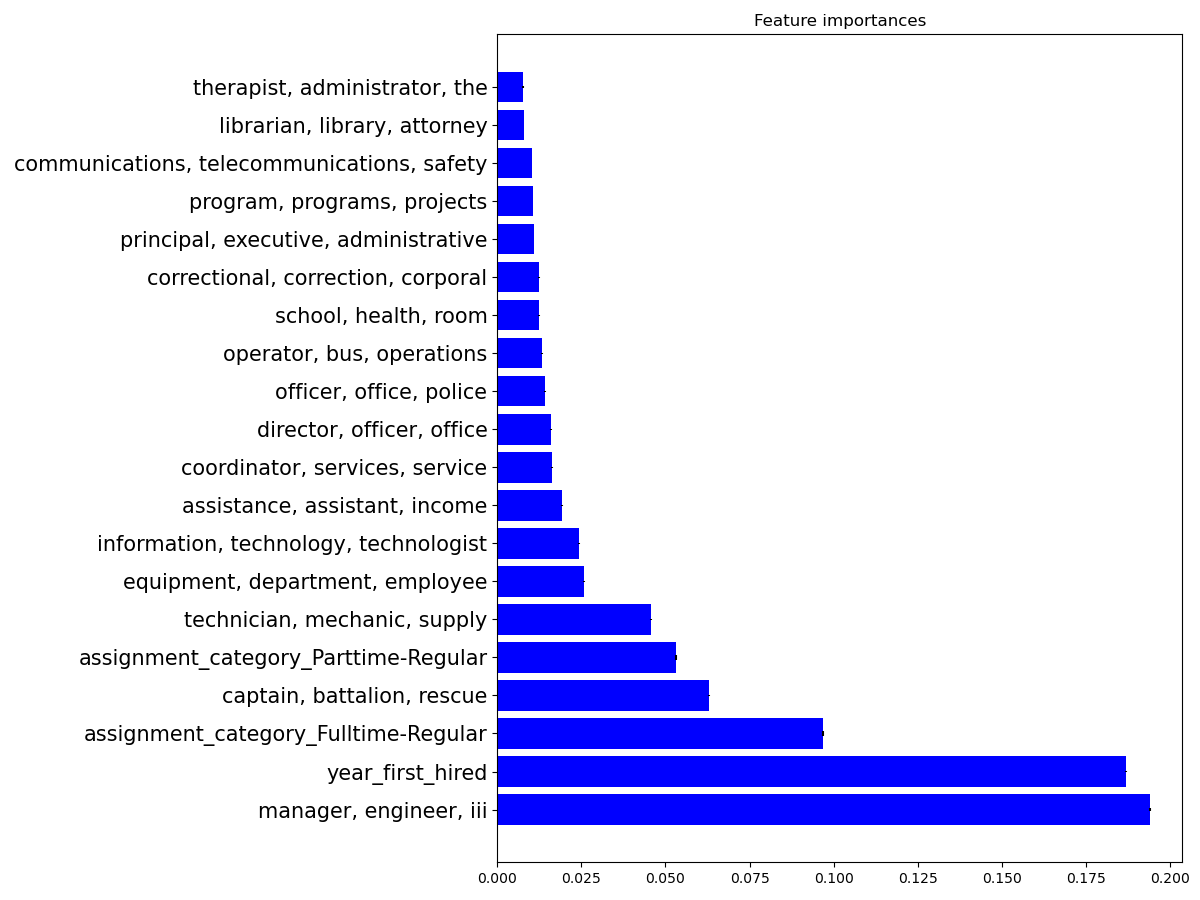 Feature importances
therapist, administrator, the
librarian, library, attorney
communications, telecommunications, safety
program, programs, projects
principal, executive, administrative
correctional, correction, corporal
school, health, room
operator, bus, operations
officer, office, police
director, officer, office
coordinator, services, service
assistance, assistant, income
information, technology, technologist
equipment, department, employee
technician, mechanic, supply
assignment_category_Parttime-Regular
captain, battalion, rescue
assignment_category_Fulltime-Regular
year_first_hired
manager, engineer, iii
0.000 0.025 0.050 0.075 0.100 0.125 0.150 0.175 0.200